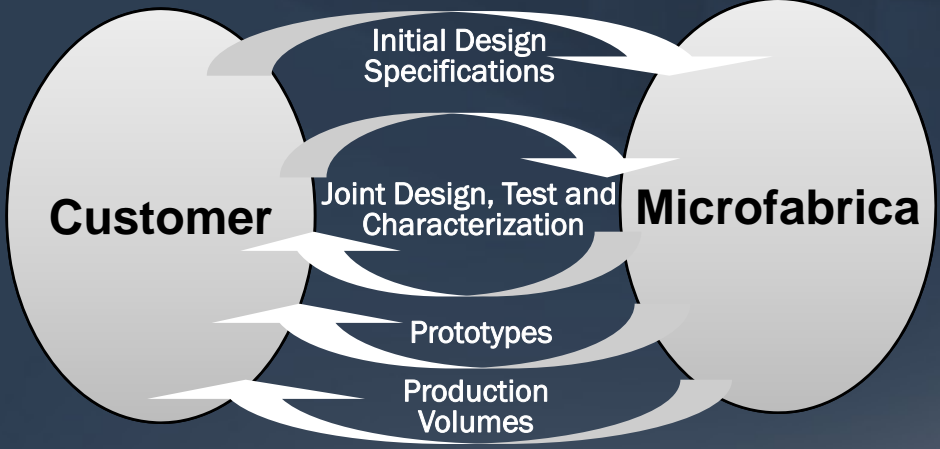 Initial Design
Specifications
Joint Design, Test and
Characterization
Customer
Microfabrica
Prototypes
Production
Volumes